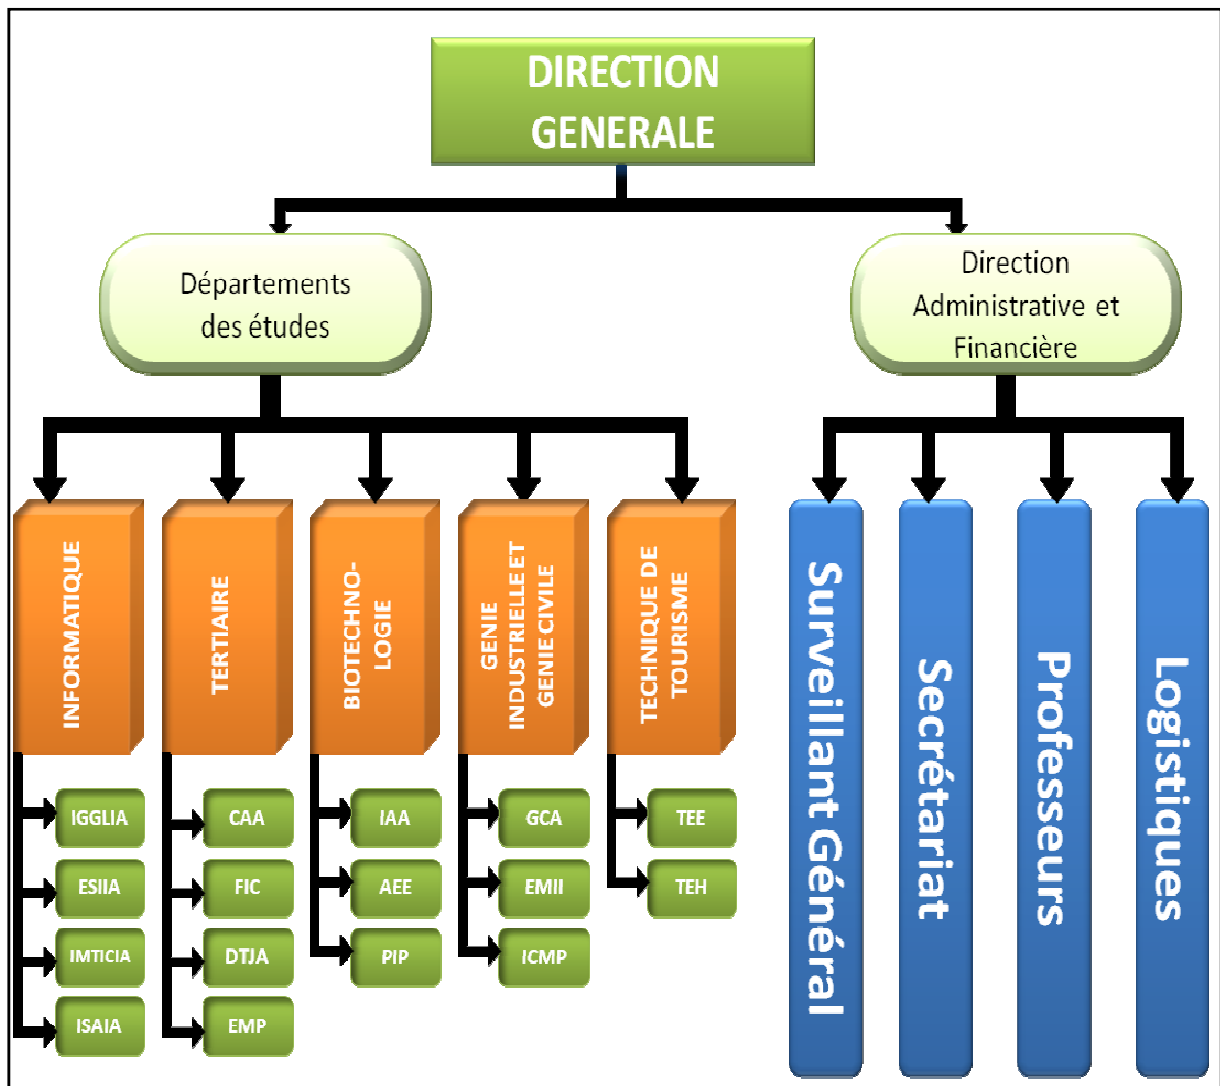 DIRECTION
GENERALE
Départements
des études
Direction
Administrative et
Financière
INFORMATIQUE
TERTIAIRE
BIOTECHNO-
LOGIE
GENIE
INDUSTRIELLE ET
GENIE CIVILE
TECHNIQUE DE
TOURISME
Surveillant Général
Secrétariat
Professeurs
Logistiques
IGGLIA
ESIIA
IMTICIA
ISAIA
CAA
FIC
DTJA
EMP
IAA
AEE
PIP
GCA
EMII
ICMP
TEE
TEH